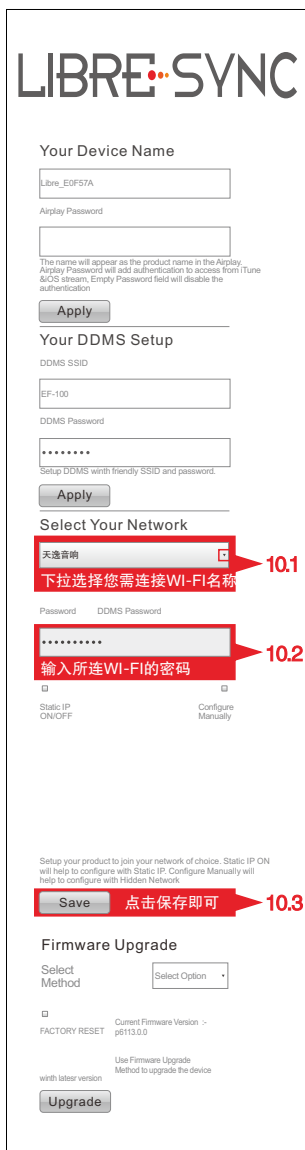 LIBRE SYNC
Your Device Name
Libre_E0F57A
Airplay Password
The name will appear as the product name in the Airplay.
Airplay Password will add authentication to access from iTune
&iOS stream, Empty Password field will disable the
authentication
Apply
Your DDMS Setup
DDMS SSID
EF-100
DDMS Password
••••••••
Setup DDMS winth friendly SSID and password.
Apply
Select Your Network
天逸音响
10.1
下拉选择您需连接WI-FI名称
Password DDMS Password
••••••••••
10.2
输入所连WI-FI的密码
Static IP
ON/OFF
Configure
Manually
Setup your product to join your network of choice. Static IP ON
will help to configure with Static IP. Configure Manually will
help to configure with Hidden Network
Save 点击保存即可 10.3
Firmware Upgrade
Select
Method
Select Option
FACTORY RESET
Current Firmware Version :-
p6113.0.0
Use Firmware Upgrade
Method to upgrade the device
winth latesr version
Upgrade